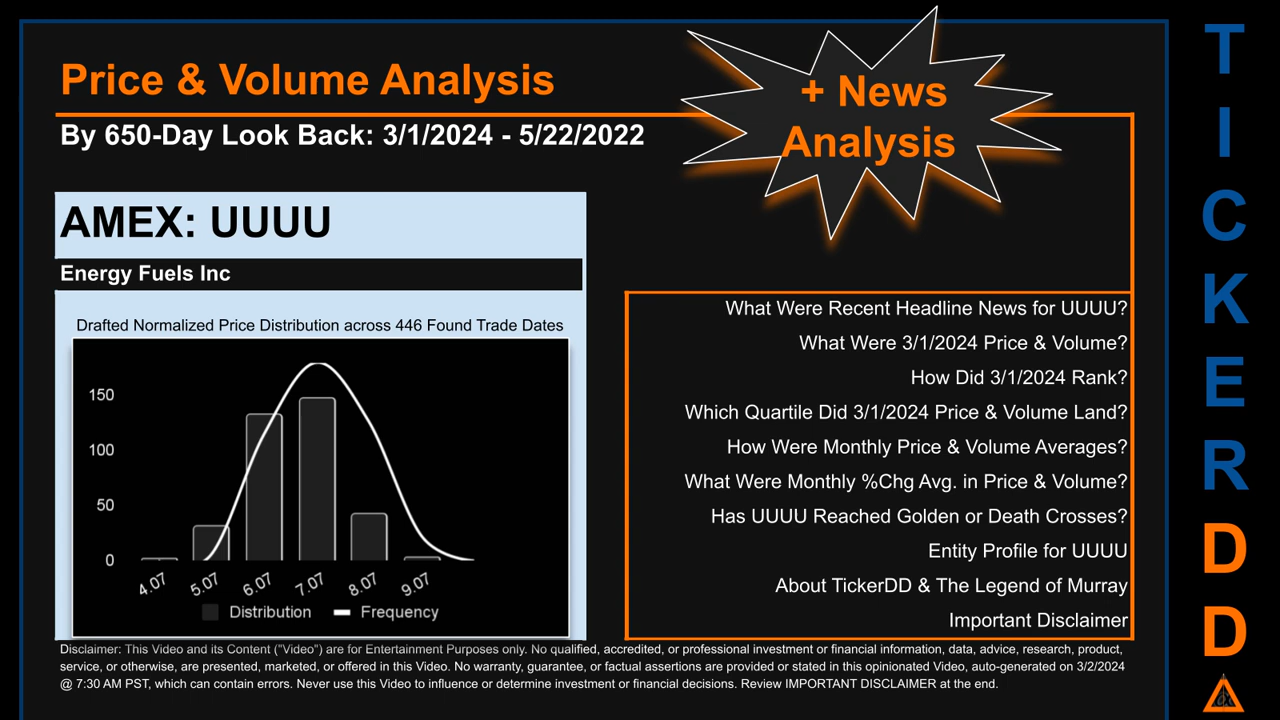 Price & Volume Analysis
+ News
Analysis
By 650-Day Look Back: 3/1/2024 - 5/22/2022
AMEX: UUUU
Energy Fuels Inc
Drafted Normalized Price Distribution across 446 Found Trade Dates
150
100
50
0
4.07 5.07 6.07 7.07 8.07 9.07
Distribution Frequency
What Were Recent Headline News for UUUU?
What Were 3/1/2024 Price & Volume?
How Did 3/1/2024 Rank?
Which Quartile Did 3/1/2024 Price & Volume Land?
How Were Monthly Price & Volume Averages?
What Were Monthly %Chg Avg. in Price & Volume?
Has UUUU Reached Golden or Death Crosses?
Entity Profile for UUUU
About TickerDD & The Legend of Murray
Important Disclaimer
Disclaimer: This Video and its Content ("Video") are for Entertainment Purposes only. No qualified, accredited, or professional investment or financial information, data, advice, research, product,
service, or otherwise, are presented, marketed, or offered in this Video. No warranty, guarantee, or factual assertions are provided or stated in this opinionated Video, auto-generated on 3/2/2024
@ 7:30 AM PST, which can contain errors. Never use this Video to influence or determine investment or financial decisions. Review IMPORTANT DISCLAIMER at the end.
TICKERDD